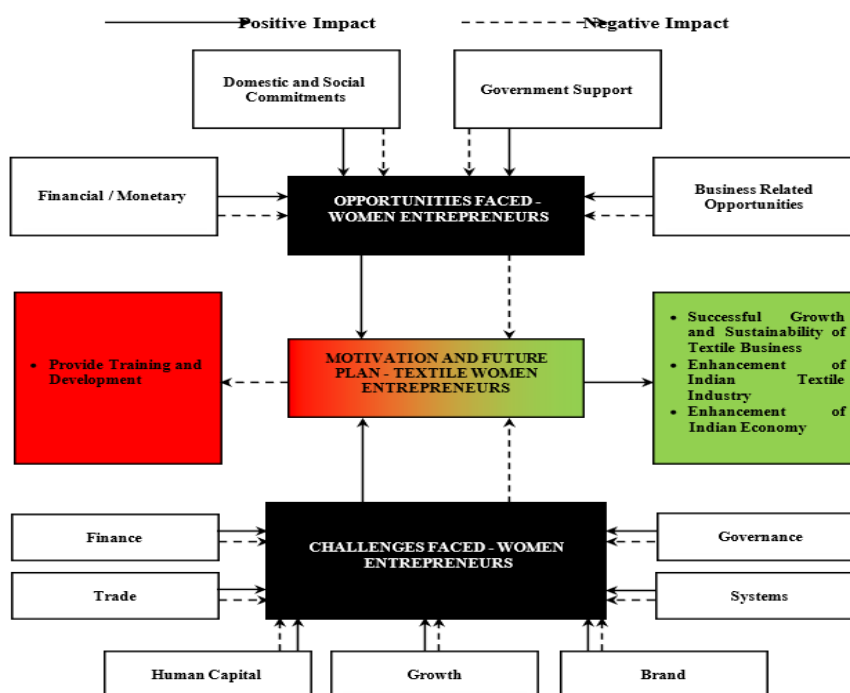 Positive Impact
Negative Impact
Domestic and Social
Commitments
Government Support
Financial / Monetary
OPPORTUNITIES FACED -
WOMEN ENTREPRENEURS
Business Related
Opportunities
• Provide Training and
Development
MOTIVATION AND FUTURE
PLAN - TEXTILE WOMEN
ENTREPRENEURS
• Successful Growth
and Sustainability of
Textile Business
• Enhancement of
Indian Textile
Industry
• Enhancement of
Indian Economy
Finance
Trade
CHALLENGES FACED - WOMEN
ENTREPRENEURS
Governance
Systems
Human Capital
Growth
Brand